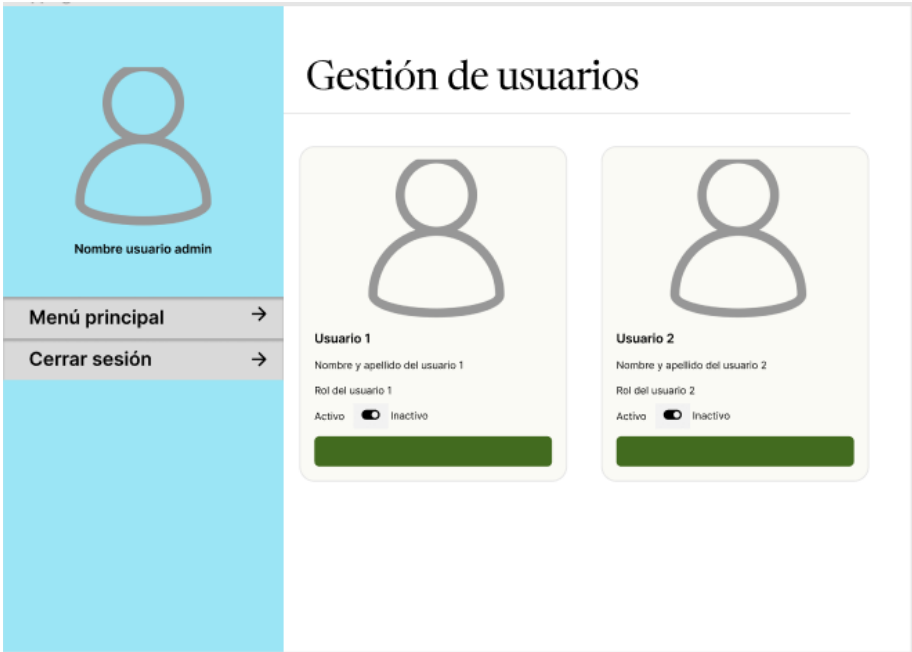 Gestión de usuarios
Nombre usuario admin
Menú principal
Cerrar sesión
Usuario 1
Nombre y apellido del usuario 1
Rol del usuario 1
Activo Inactivo
Usuario 2
Nombre y apellido del usuario 2
Rol del usuario 2
Activo Inactivo